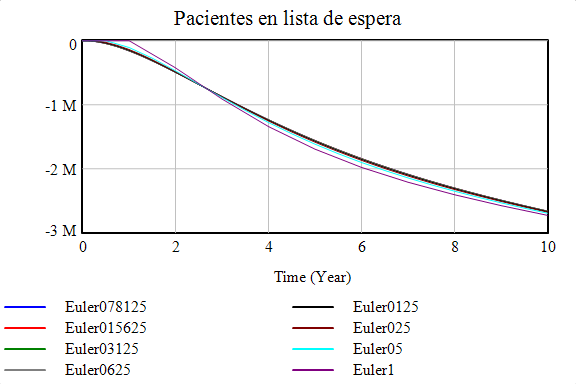 Pacientes en lista de espera
0
-1 M
-2 M
-3 M
0 2 4 6 8 10
Time (Year)
Euler078125 Euler0125
Euler015625 Euler025
Euler03125 Euler05
Euler0625 Euler1